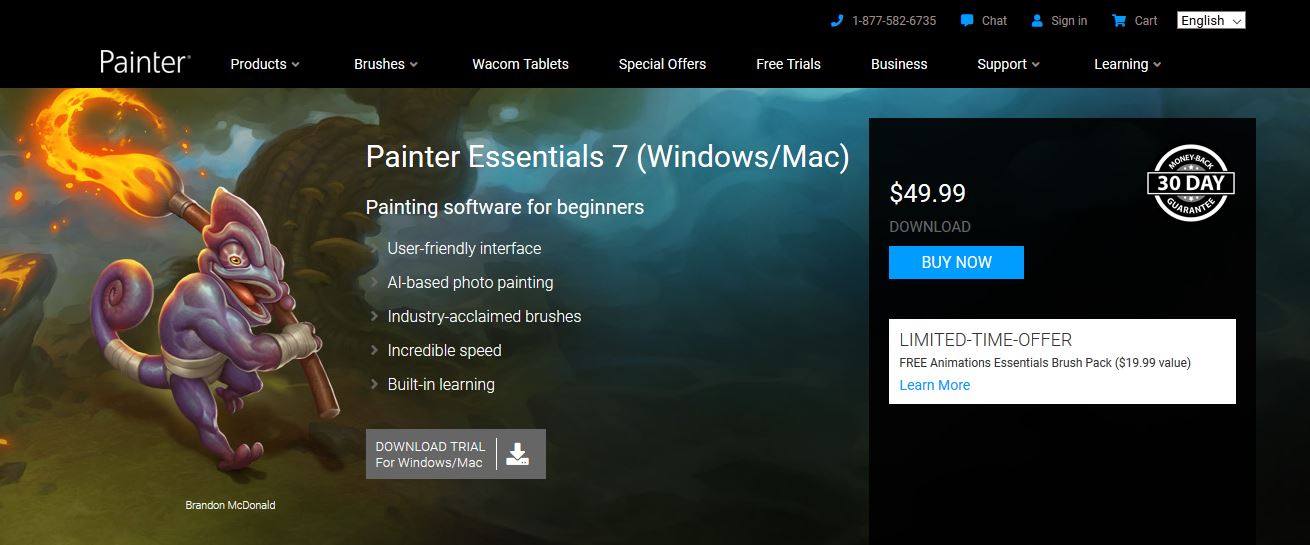 1-877-582-6735 Chat Sign in Cart English
Painter® Products Brushes Wacom Tablets Special Offers Free Trials Business Support Learning
Painter Essentials 7 (Windows/Mac)
Painting software for beginners
User-friendly interface
AI-based photo painting
Industry-acclaimed brushes
Incredible speed
Built-in learning
DOWNLOAD TRIAL
For Windows/Mac
Brandon McDonald
$49.99
DOWNLOAD
BUY NOW
MONEY-BACK
30 DAY
GUARANTEE
LIMITED-TIME-OFFER
FREE Animations Essentials Brush Pack ($19.99 value)
Learn More